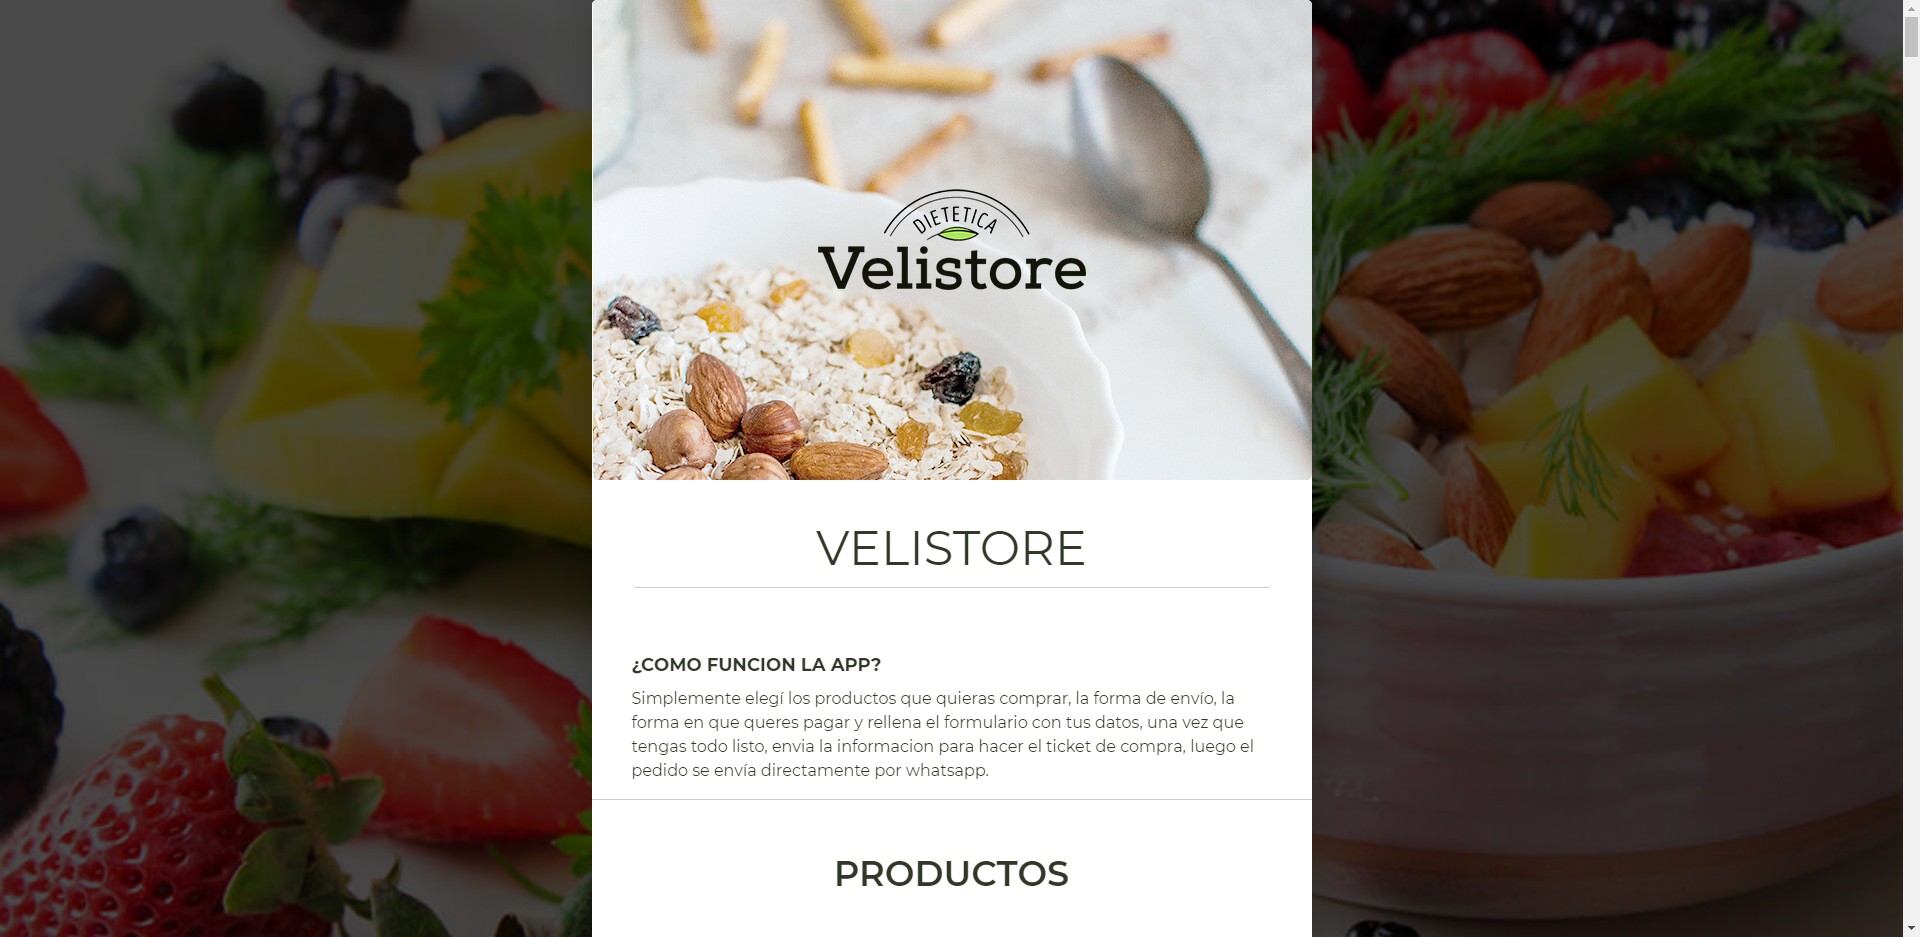 DIETETICA
Velistore
VELISTORE
¿COMO FUNCION LA APP?
Simplemente elegí los productos que quieras comprar, la forma de envío, la
forma en que queres pagar y rellena el formulario con tus datos, una vez que
tengas todo listo, envia la informacion para hacer el ticket de compra, luego el
pedido se envía directamente por whatsapp.
PRODUCTOS